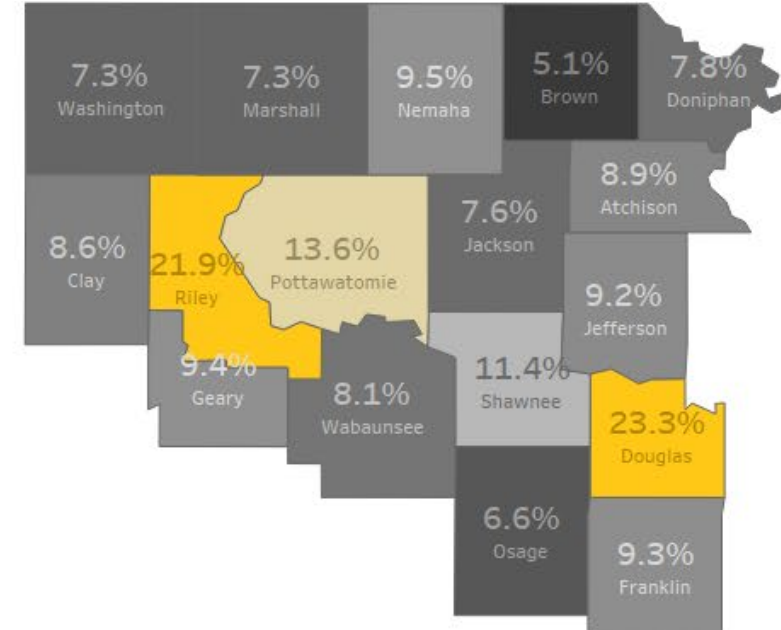 7.3%
Washington
7.3%
Marshall
9.5%
Nemaha
5.1%
Brown
7.8%
Doniphan
8.6%
Clay
21.9%
Riley
13.6%
Pottawatomie
7.6%
Jackson
8.9%
Atchison
9.2%
Jefferson
9.4%
Geary
8.1%
Wabaunsee
11.4%
Shawnee
23.3%
Douglas
6.6%
Osage
9.3%
Franklin